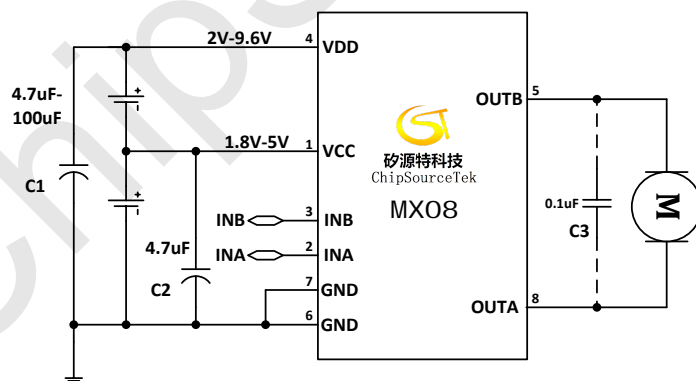 2V-9.6V
4
VDD
4.7uF-
100uF
C1
+
+
1.8V-5V
1
VCC
INB
3
INB
INA
2
INA
4.7uF
C2
7
GND
6
GND
矽源特科技
ChipSourceTek
MX08
OUTB
5
OUTA
8
0.1uF
C3
M